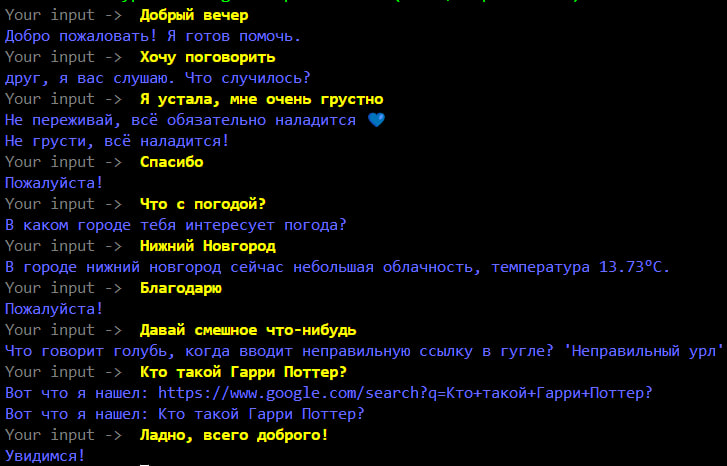 Your input -> Добрый вечер
Добро пожаловать! Я готов помочь.
Your input -> Хочу поговорить
друг, я вас слушаю. Что случилось?
Your input -> Я устала, мне очень грустно
Не переживай, всё обязательно наладится 💙
Не грусти, всё наладится!
Your input -> Спасибо
Пожалуйста!
Your input -> Что с погодой?
В каком городе тебя интересует погода?
Your input -> Нижний Новгород
В городе нижний новгород сейчас небольшая облачность, температура 13.73°C.
Your input -> Благодарю
Пожалуйста!
Your input -> Давай смешное что-нибудь
Что говорит голубь, когда вводит неправильную ссылку в гугле? 'Неправильный урл'
Your input -> Кто такой Гарри Поттер?
Вот что я нашел: https://www.google.com/search?q=Кто+такой+Гарри+Поттер?
Вот что я нашел: Кто такой Гарри Поттер?
Your input -> Ладно, всего доброго!
Увидимся!